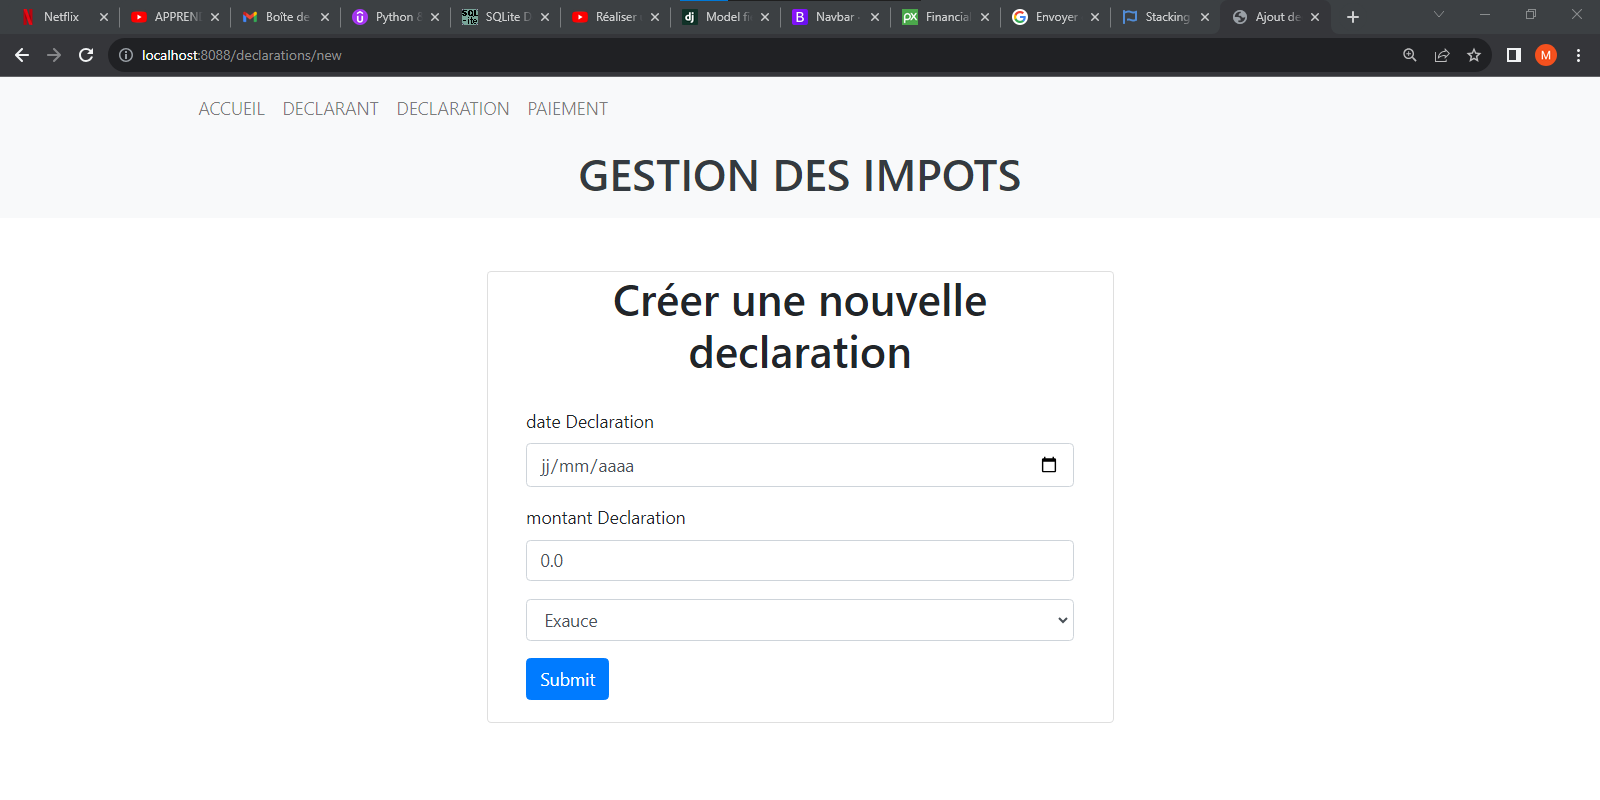 Netflix
APPREN
Boîte de
Python &
SQLite D
Réaliser
Model fi
Navbar
Financial
Envoyer
Stacking
Ajout de
localhost:8088/declarations/new
M
ACCUEIL DECLARANT DECLARATION PAIEMENT
GESTION DES IMPOTS
Créer une nouvelle
declaration
date Declaration
jj/mm/aaaa
montant Declaration
0.0
Exauce
Submit